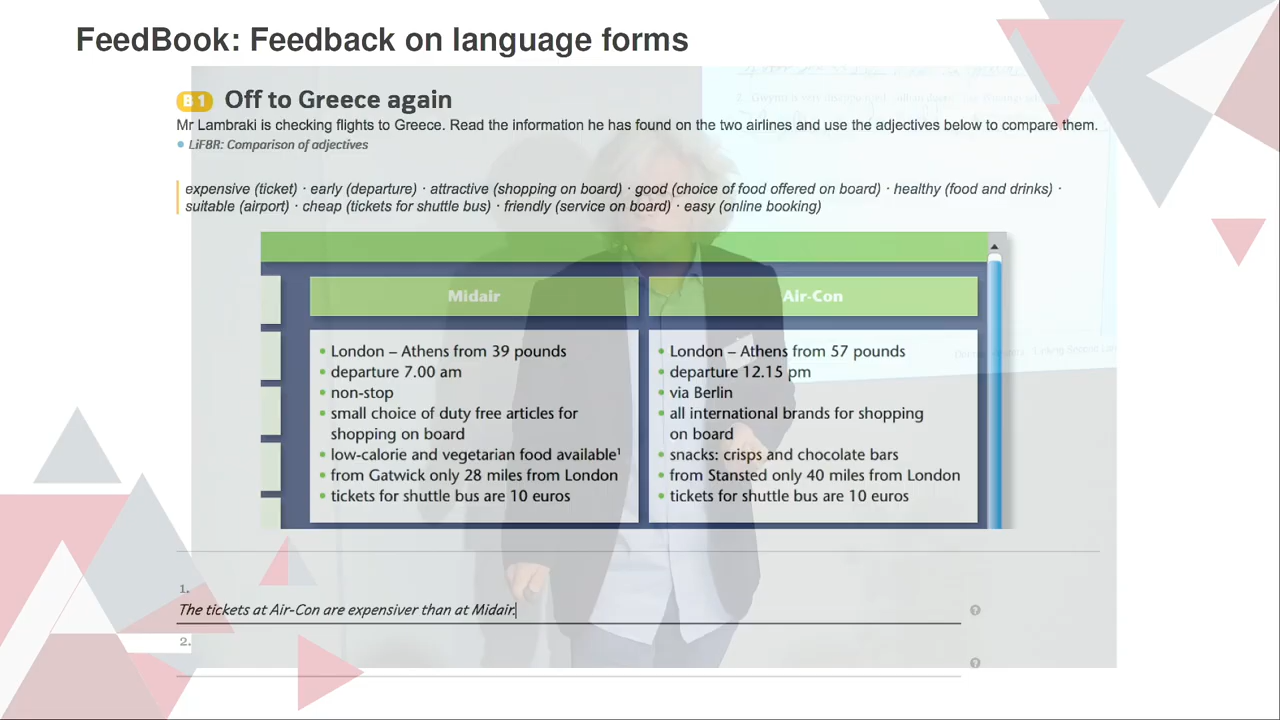 FeedBook: Feedback on language forms
B 1 Off to Greece again
Mr Lambraki is checking flights to Greece. Read the information he has found on the two airlines and use the adjectives below to compare them.
LiF8R: Comparison of adjectives
expensive (ticket) · early (departure) · attractive (shopping on board) · good (choice of food offered on board) · healthy (food and drinks) ·
suitable (airport) · cheap (tickets for shuttle bus) · friendly (service on board) · easy (online booking)
Midair
• London – Athens from 39 pounds
• departure 7.00 am
• non-stop
• small choice of duty free articles for
shopping on board
• low-calorie and vegetarian food available¹
• from Gatwick only 28 miles from London
• tickets for shuttle bus are 10 euros
Air-Con
• London – Athens from 57 pounds
• departure 12.15 pm
• via Berlin
• all international brands for shopping
on board
• snacks: crisps and chocolate bars
• from Stansted only 40 miles from London
• tickets for shuttle bus are 10 euros
1.
The tickets at Air-Con are expensiver than at Midair.
?
2.
?